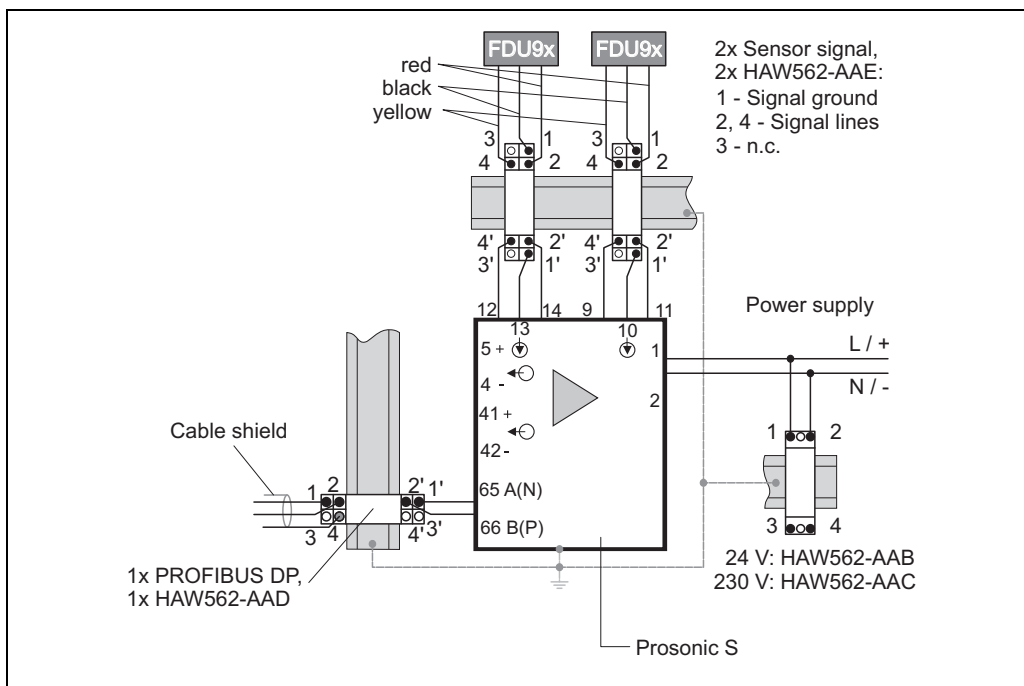 FDU9x FDU9x
2x Sensor signal,
2x HAW562-AAE:
1 - Signal ground
2, 4 - Signal lines
3 - n.c.
red
black
yellow
3 1 3 1
4 2 4 2
4' 2' 4' 2'
3' 1' 3' 1'
12 14 9 11
13 10
Power supply
L / +
N / -
5 + 1
4 - 2
41 +
42 -
65 A(N)
66 B(P)
Cable shield
1 2 2' 1'
3 4 4' 3'
1 2
3 4
24 V: HAW562-AAB
230 V: HAW562-AAC
1x PROFIBUS DP,
1x HAW562-AAD
Prosonic S